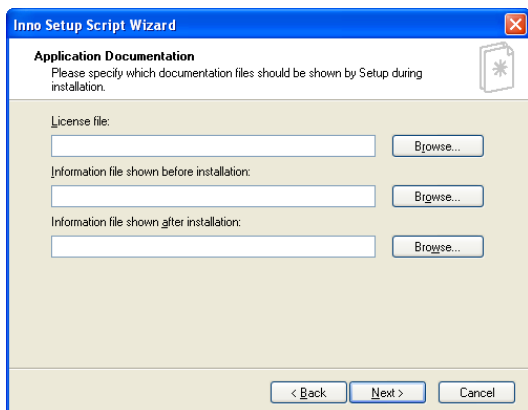 Inno Setup Script Wizard
Application Documentation
Please specify which documentation files should be shown by Setup during
installation.
License file:
Browse...
Information file shown before installation:
Browse...
Information file shown after installation:
Browse...
< Back
Next >
Cancel